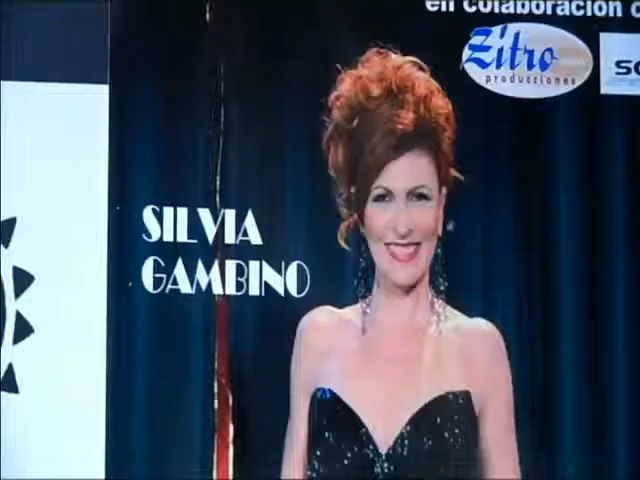 en colaboración
Zitro
producciones
SILVIA
GAMBINO